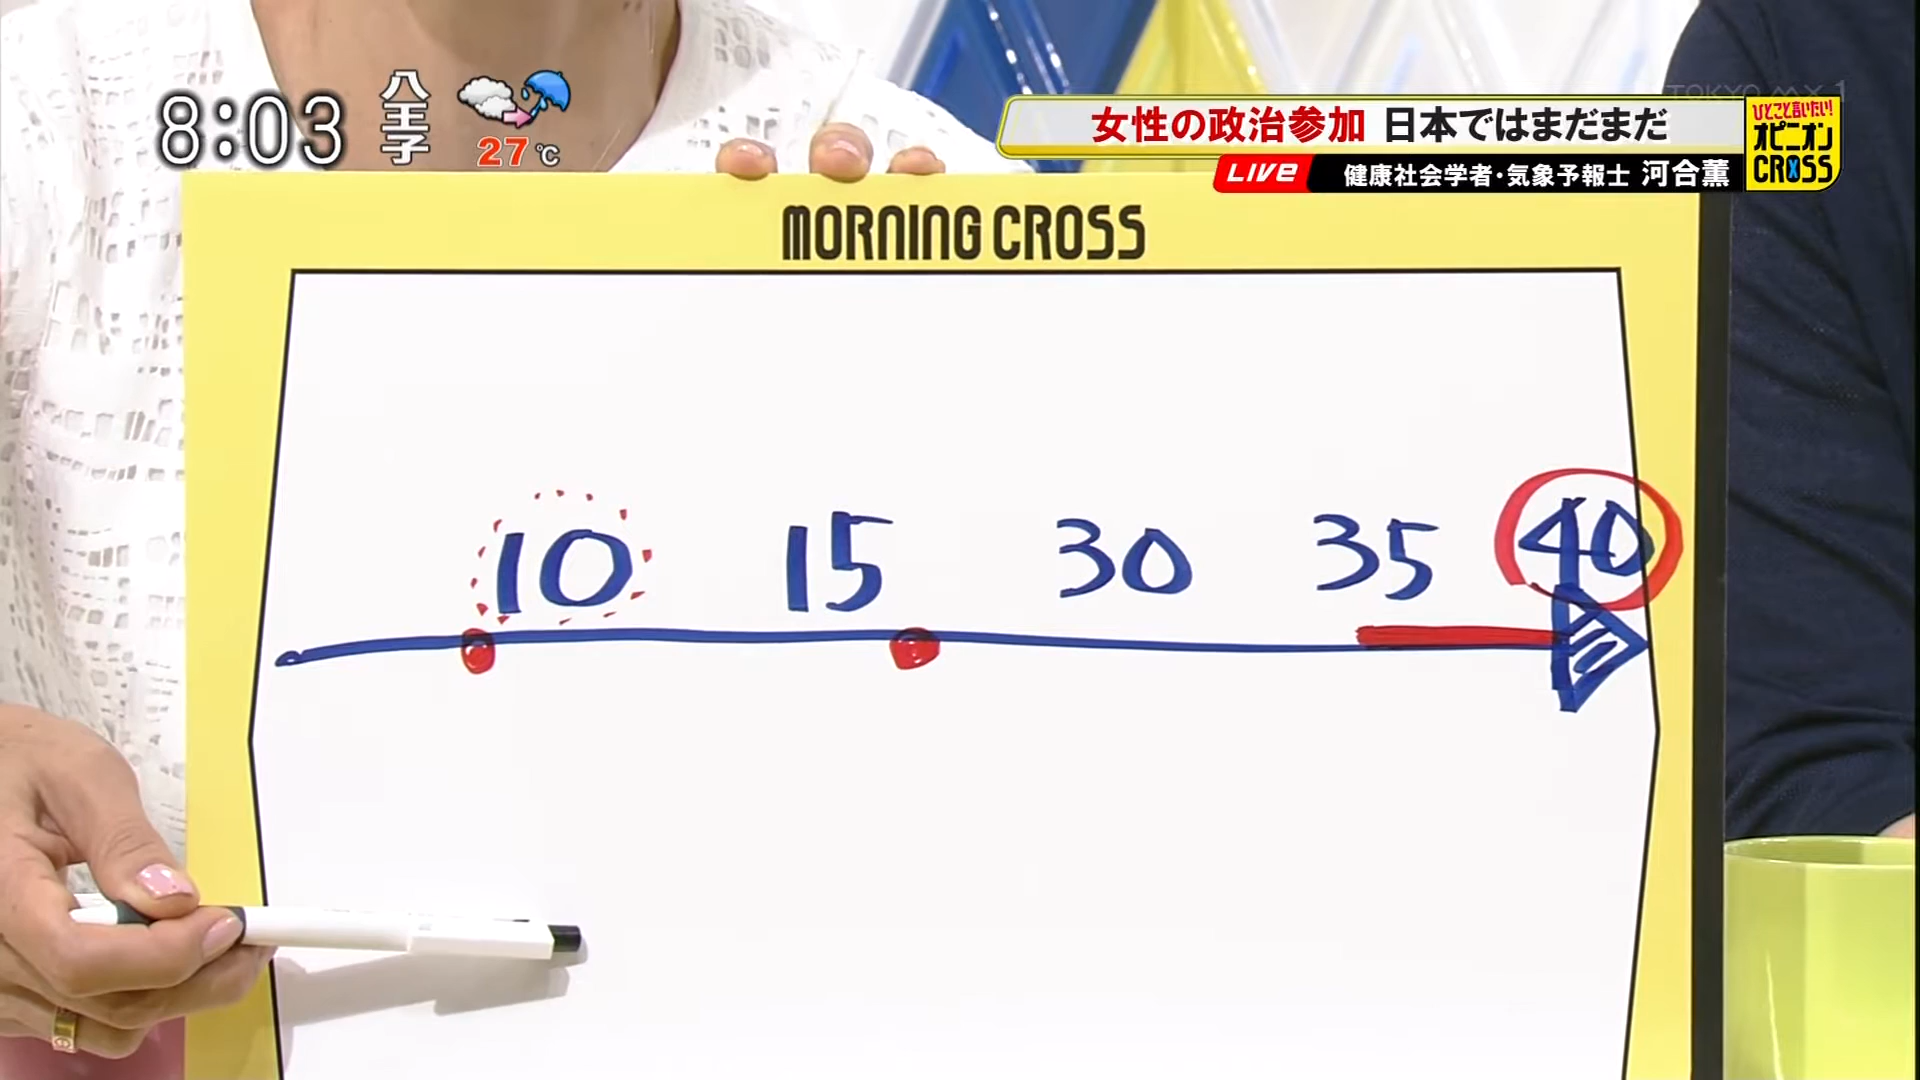 8:03
八王子
27℃
TOKYO MX 1
女性の政治参加 日本ではまだまだ
ひとこと言いたい!
オピニオン
CROSS
LIVE 健康社会学者・気象予報士 河合薫
MORNING CROSS
10 15 30 35 40